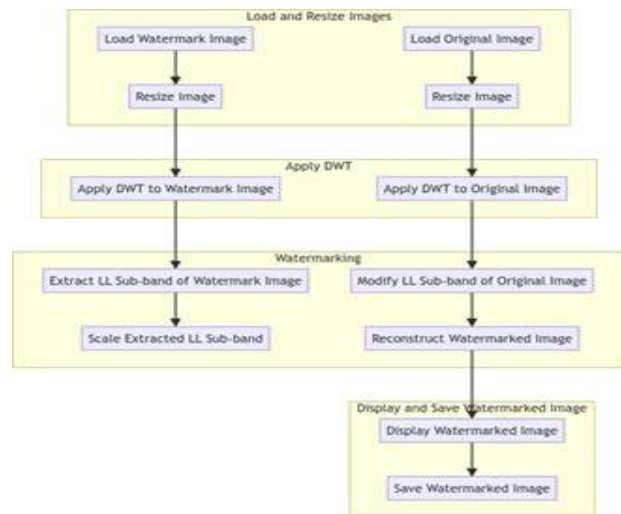 Load and Resize Images
Load Watermark Image
Load Original Image
Resize Image
Resize Image
Apply DWT
Apply DWT to Watermark Image
Apply DWT to Original Image
Watermarking
Extract LL Sub-band of Watermark Image
Modify LL Sub-band of Original Image
Scale Extracted LL Sub-band
Reconstruct Watermarked Image
Display and Save Watermarked Image
Display Watermarked Image
Save Watermarked Image